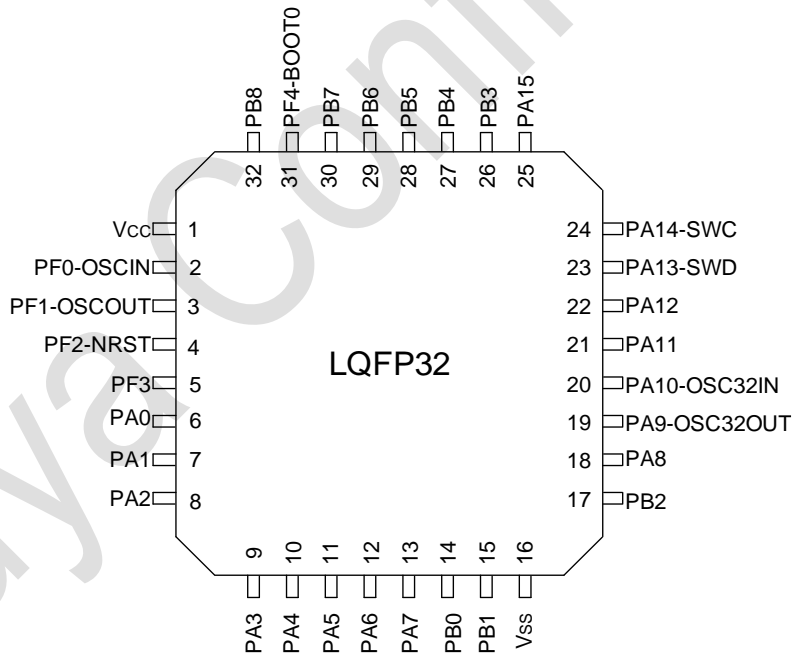 PB8
PF4-BOOT0
PB7
PB6
PB5
PB4
PB3
PA15
32
31
30
29
28
27
26
25
Vcc 1
PF0-OSCIN 2
PF1-OSCOUT 3
PF2-NRST 4
PF3 5
PA0 6
PA1 7
PA2 8
LQFP32
24 PA14-SWC
23 PA13-SWD
22 PA12
21 PA11
20 PA10-OSC32IN
19 PA9-OSC32OUT
18 PA8
17 PB2
9
10
11
12
13
14
15
16
PA3
PA4
PA5
PA6
PA7
PB0
PB1
Vss